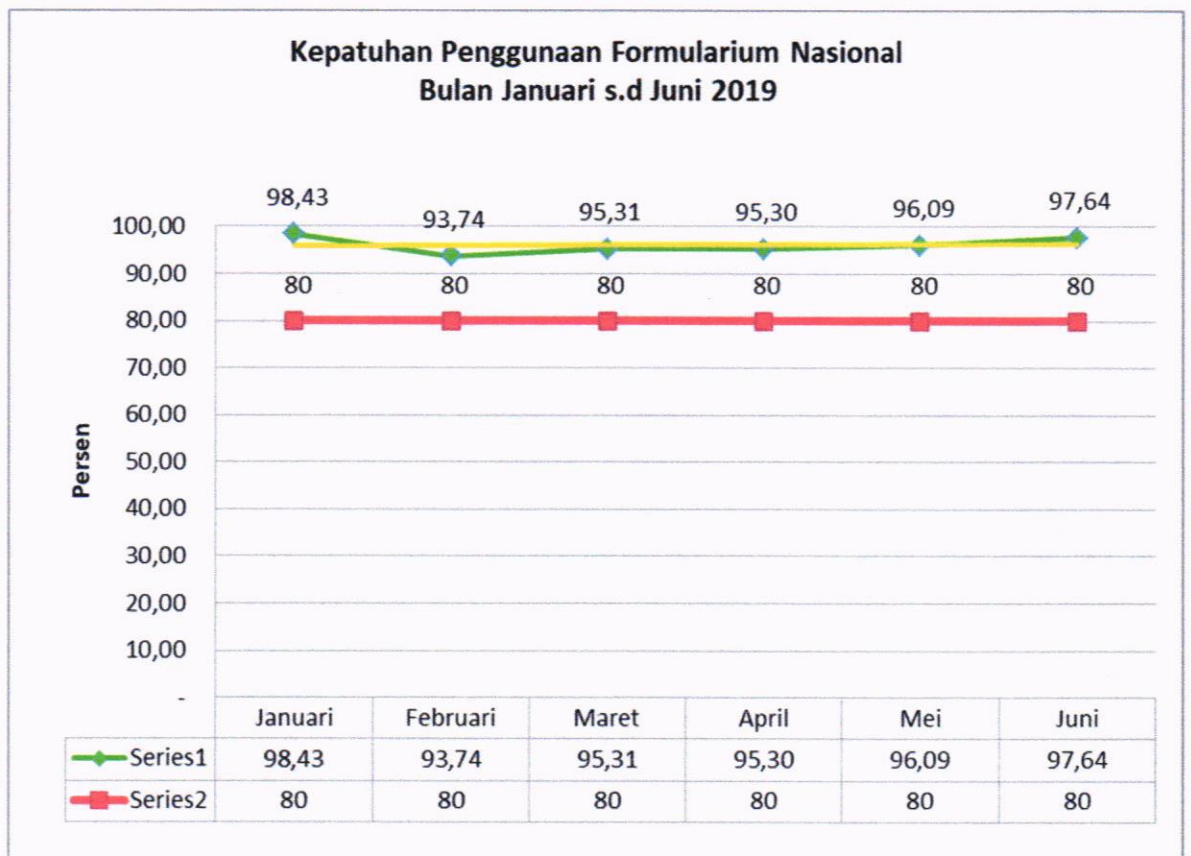 Kepatuhan Penggunaan Formularium Nasional
Bulan Januari s.d Juni 2019
98,43 93,74 95,31 95,30 96,09 97,64
100,00
90,00
80 80 80 80 80 80
80,00
70,00
60,00
50,00
40,00
30,00
20,00
10,00
-
Persen
Januari Februari Maret April Mei Juni
Series1 98,43 93,74 95,31 95,30 96,09 97,64
Series2 80 80 80 80 80 80